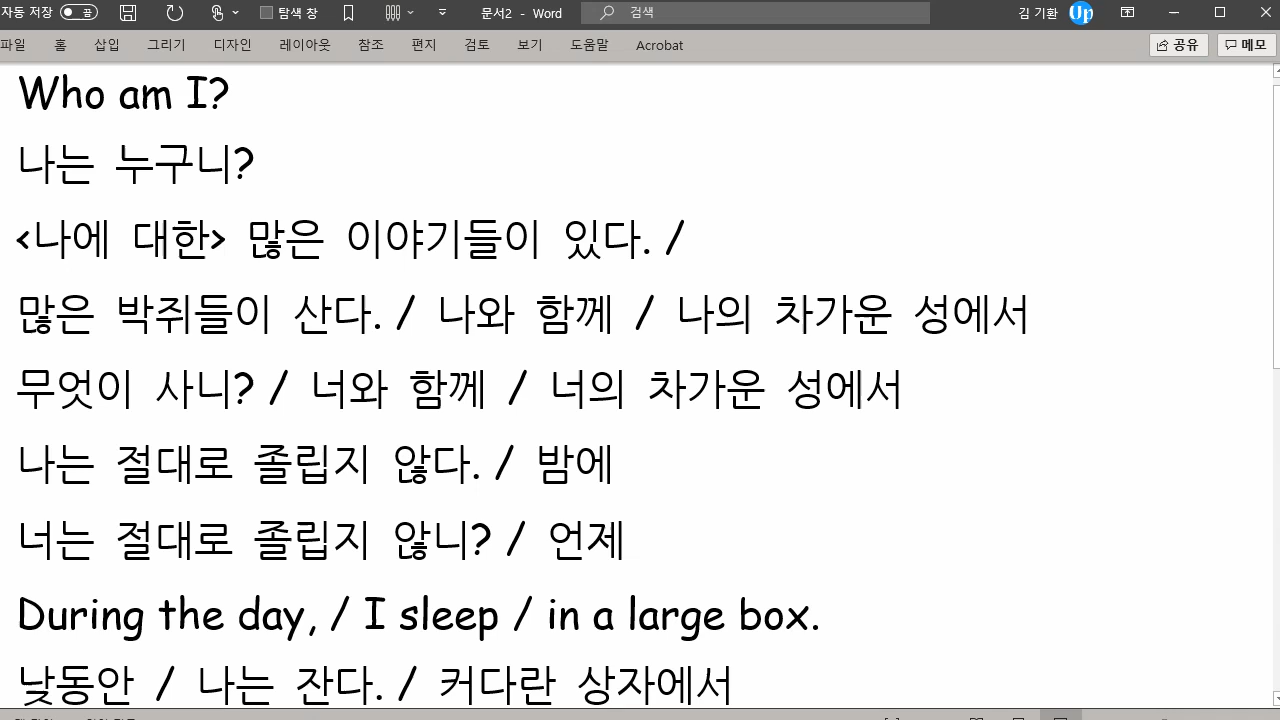 자동 저장 끔 탐색 창 문서2 - Word 검색 김 기환 Up
파일 홈 삽입 그리기 디자인 레이아웃 참조 편지 검토 보기 도움말 Acrobat 공유 메모
Who am I?
나는 누구니?
<나에 대한> 많은 이야기들이 있다. /
많은 박쥐들이 산다. / 나와 함께 / 나의 차가운 성에서
무엇이 사니? / 너와 함께 / 너의 차가운 성에서
나는 절대로 졸립지 않다. / 밤에
너는 절대로 졸립지 않니? / 언제
During the day, / I sleep / in a large box.
낮동안 / 나는 잔다. / 커다란 상자에서